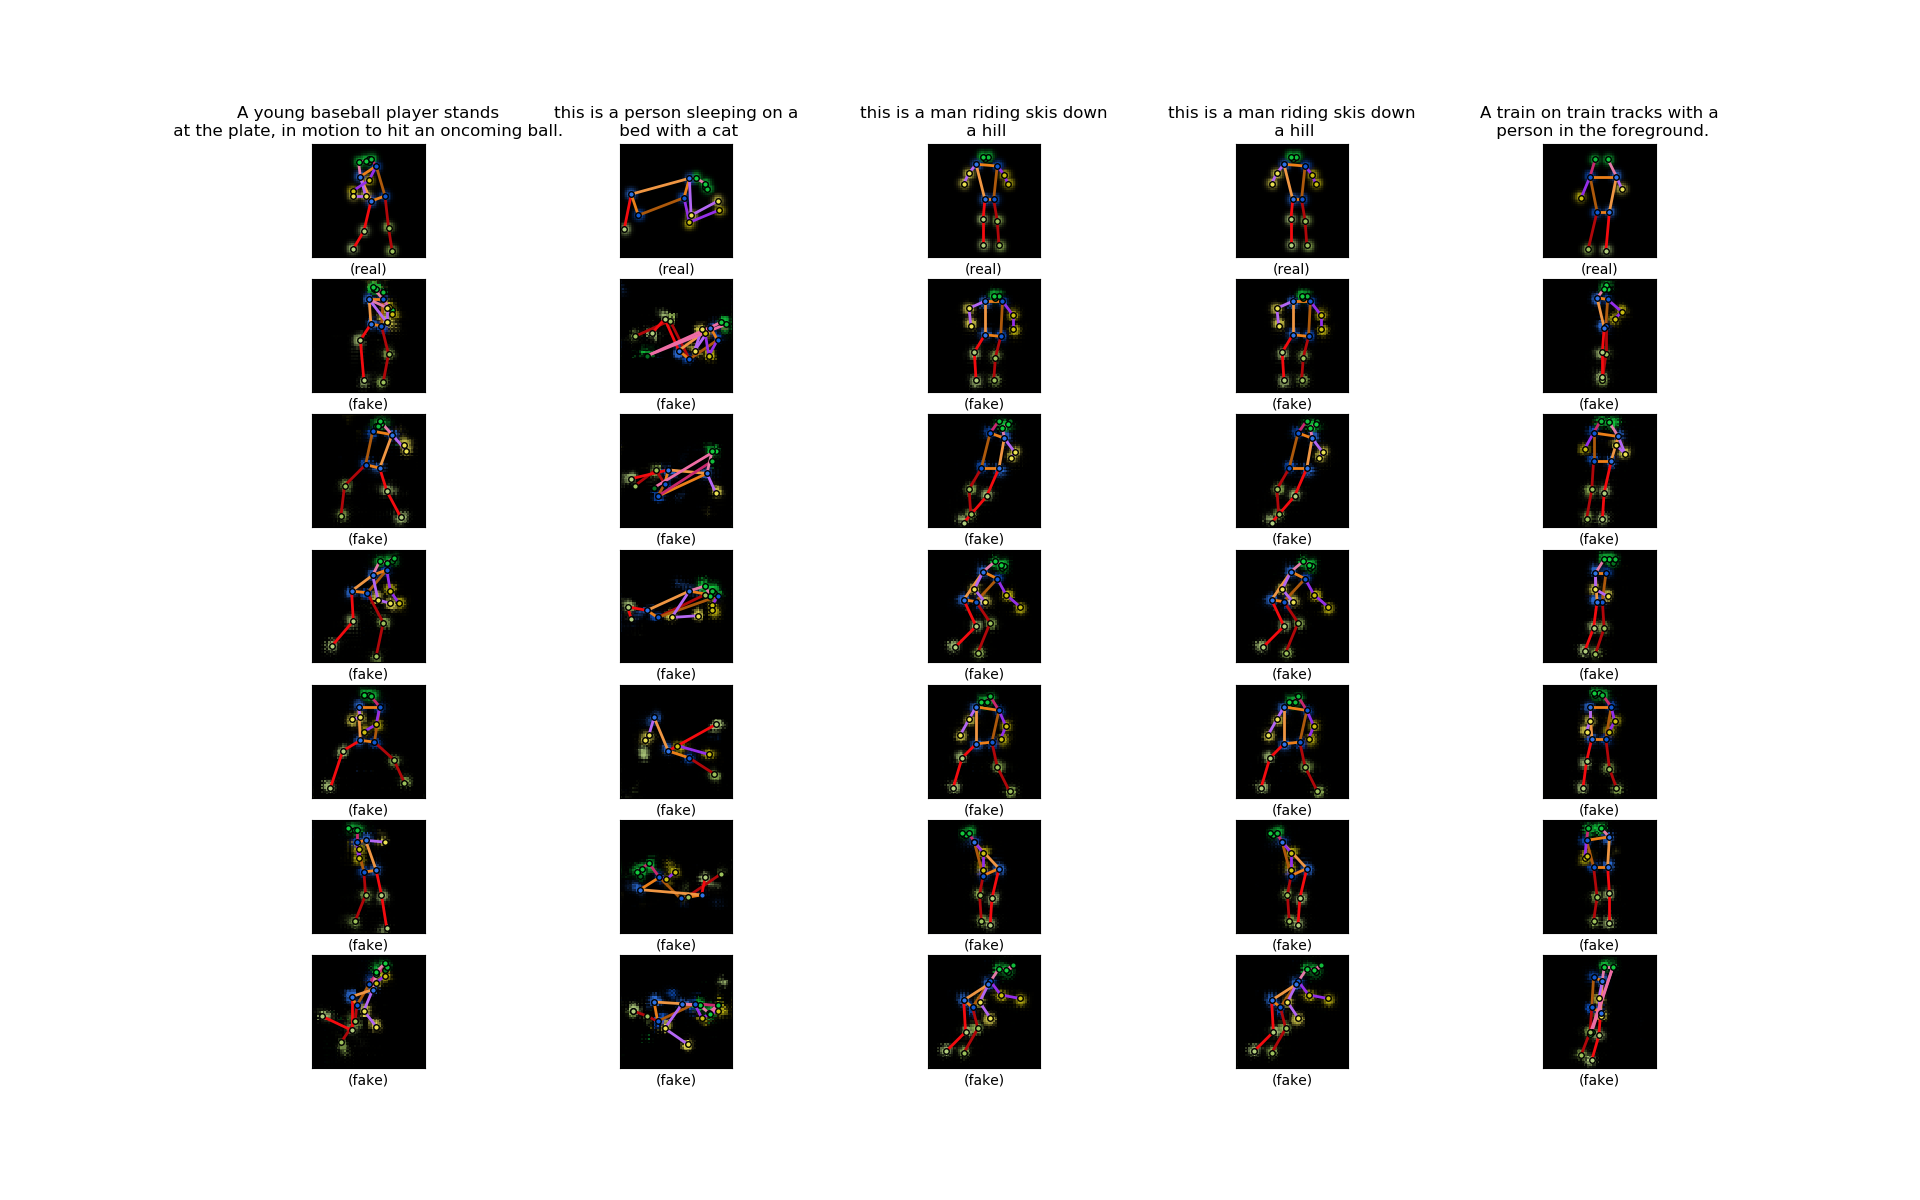 A young baseball player stands
at the plate, in motion to hit an oncoming ball.
this is a person sleeping on a
bed with a cat
this is a man riding skis down
a hill
this is a man riding skis down
a hill
A train on train tracks with a
person in the foreground.
(real) (real) (real) (real) (real)
(fake) (fake) (fake) (fake) (fake)
(fake) (fake) (fake) (fake) (fake)
(fake) (fake) (fake) (fake) (fake)
(fake) (fake) (fake) (fake) (fake)
(fake) (fake) (fake) (fake) (fake)
(fake) (fake) (fake) (fake) (fake)